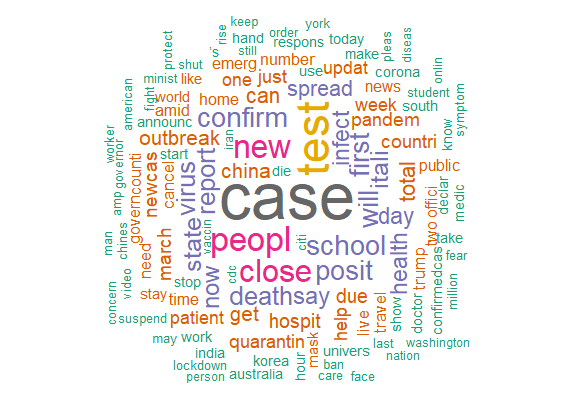 keep order york
rise hand respons today make pleas diseas
's still
protect shut emerg number use updat corona onlin
minist like one just spread news student
american fight world home can week south symptom
amid confirm test infect first pandem know
announc
worker outbreak new countri
governor start iran
amp counti newcas virus report china die itali total public
govern cancel case will day two offici declar medic
man chines need march state vaccin peopl citi school health take
video now cdc close posit trump fear
concern stay stop deathsay confirmedcas million
suspend time patient get hospit due help live travel show doctor
may work quarantin mask univers last washington
india korea hour ban nation
lockdown australia care face
person